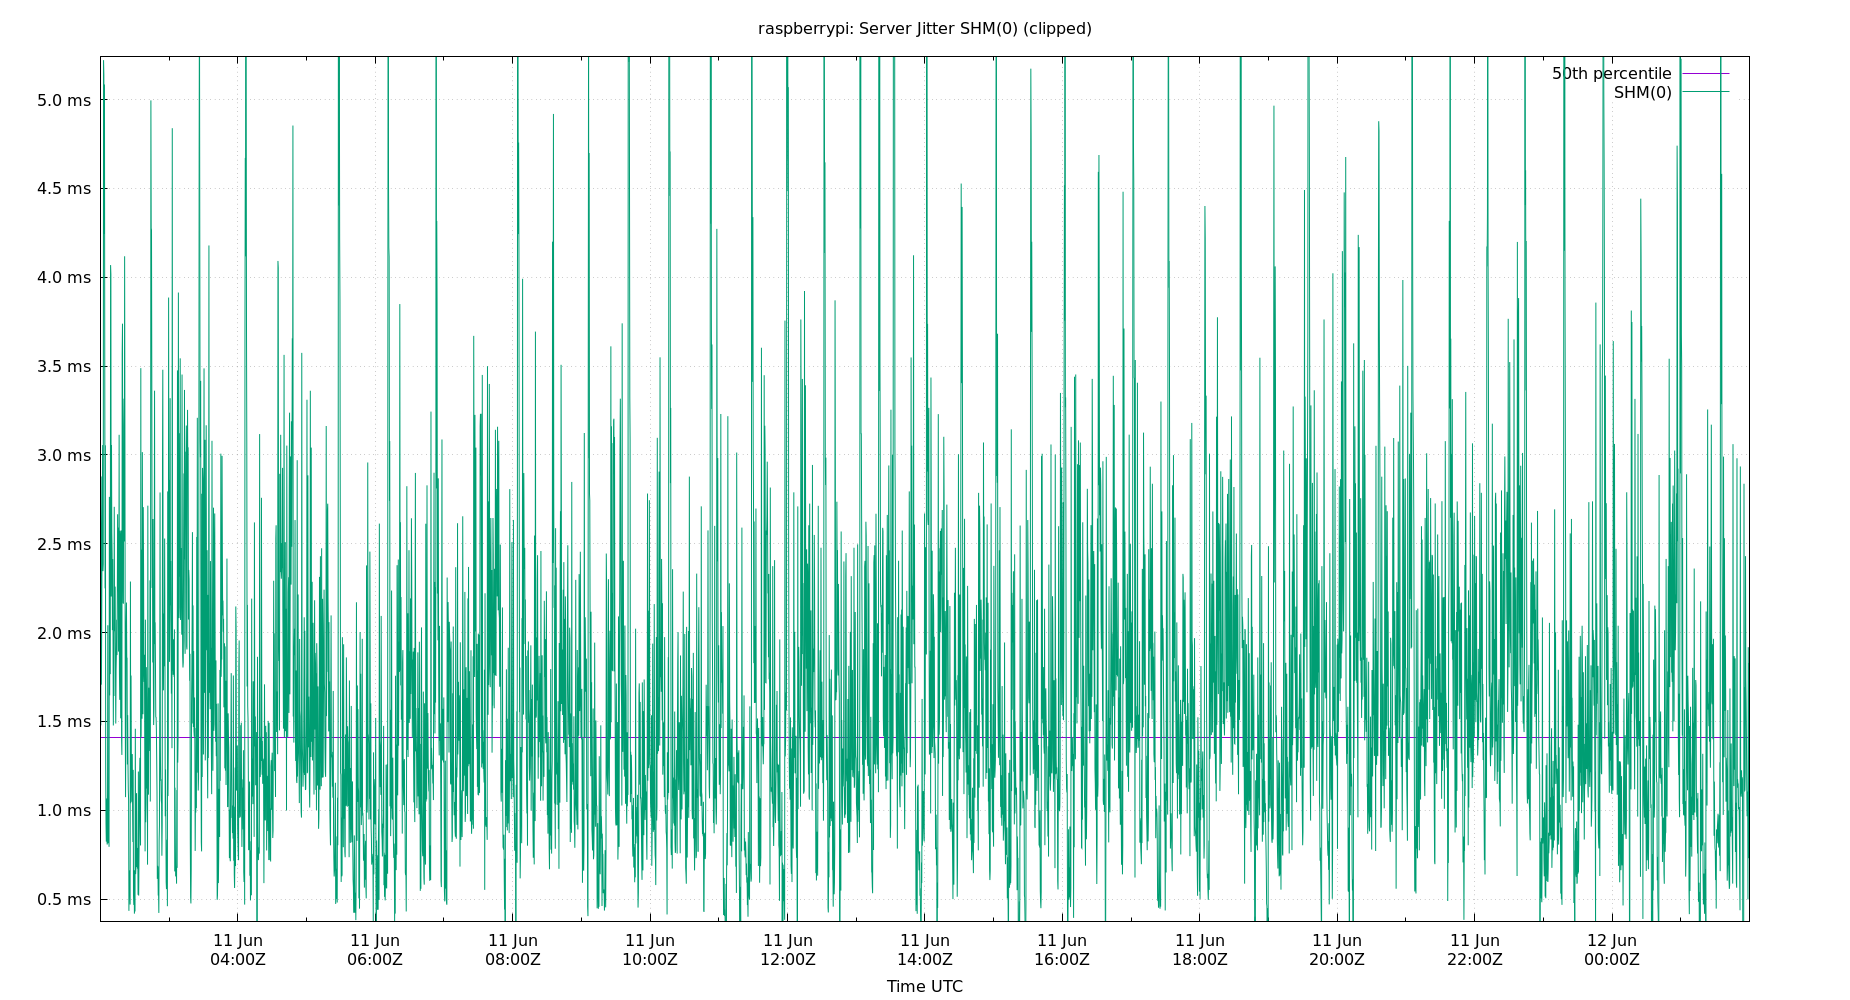 raspberrypi: Server Jitter SHM(0) (clipped)
50th percentile
SHM(0)
5.0 ms
4.5 ms
4.0 ms
3.5 ms
3.0 ms
2.5 ms
2.0 ms
1.5 ms
1.0 ms
0.5 ms
11 Jun 11 Jun 11 Jun 11 Jun 11 Jun 11 Jun 11 Jun 11 Jun 11 Jun 11 Jun 12 Jun
04:00Z 06:00Z 08:00Z 10:00Z 12:00Z 14:00Z 16:00Z 18:00Z 20:00Z 22:00Z 00:00Z
Time UTC